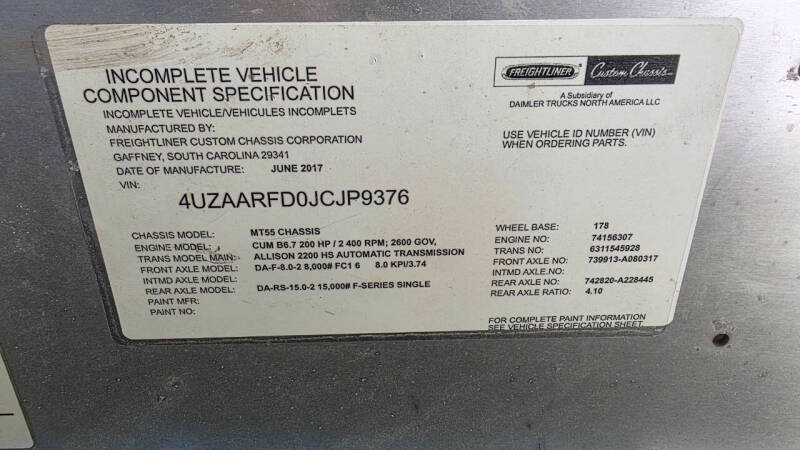 INCOMPLETE VEHICLE
COMPONENT SPECIFICATION
INCOMPLETE VEHICLE/VEHICULES INCOMPLETS
MANUFACTURED BY:
FREIGHTLINER CUSTOM CHASSIS CORPORATION
GAFFNEY, SOUTH CAROLINA 29341
DATE OF MANUFACTURE: JUNE 2017
VIN:
4UZAARFD0JCJP9376
FREIGHTLINER Custom Chassis
A Subsidiary of
DAIMLER TRUCKS NORTH AMERICA LLC
USE VEHICLE ID NUMBER (VIN)
WHEN ORDERING PARTS.
CHASSIS MODEL: MT55 CHASSIS
ENGINE MODEL: CUM B6.7 200 HP / 2 400 RPM; 2600 GOV,
TRANS MODEL MAIN: ALLISON 2200 HS AUTOMATIC TRANSMISSION
FRONT AXLE MODEL: DA-F-8.0-2 8,000# FC1 6 8.0 KPI/3.74
INTMD AXLE MODEL:
REAR AXLE MODEL: DA-RS-15.0-2 15,000# F-SERIES SINGLE
PAINT MFR:
PAINT NO:
WHEEL BASE: 178
ENGINE NO: 74156307
TRANS NO: 6311545928
FRONT AXLE NO: 739913-A080317
INTMD AXLE.NO:
REAR AXLE NO: 742820-A228445
REAR AXLE RATIO: 4.10
FOR COMPLETE PAINT INFORMATION
SEE VEHICLE SPECIFICATION SHEET.